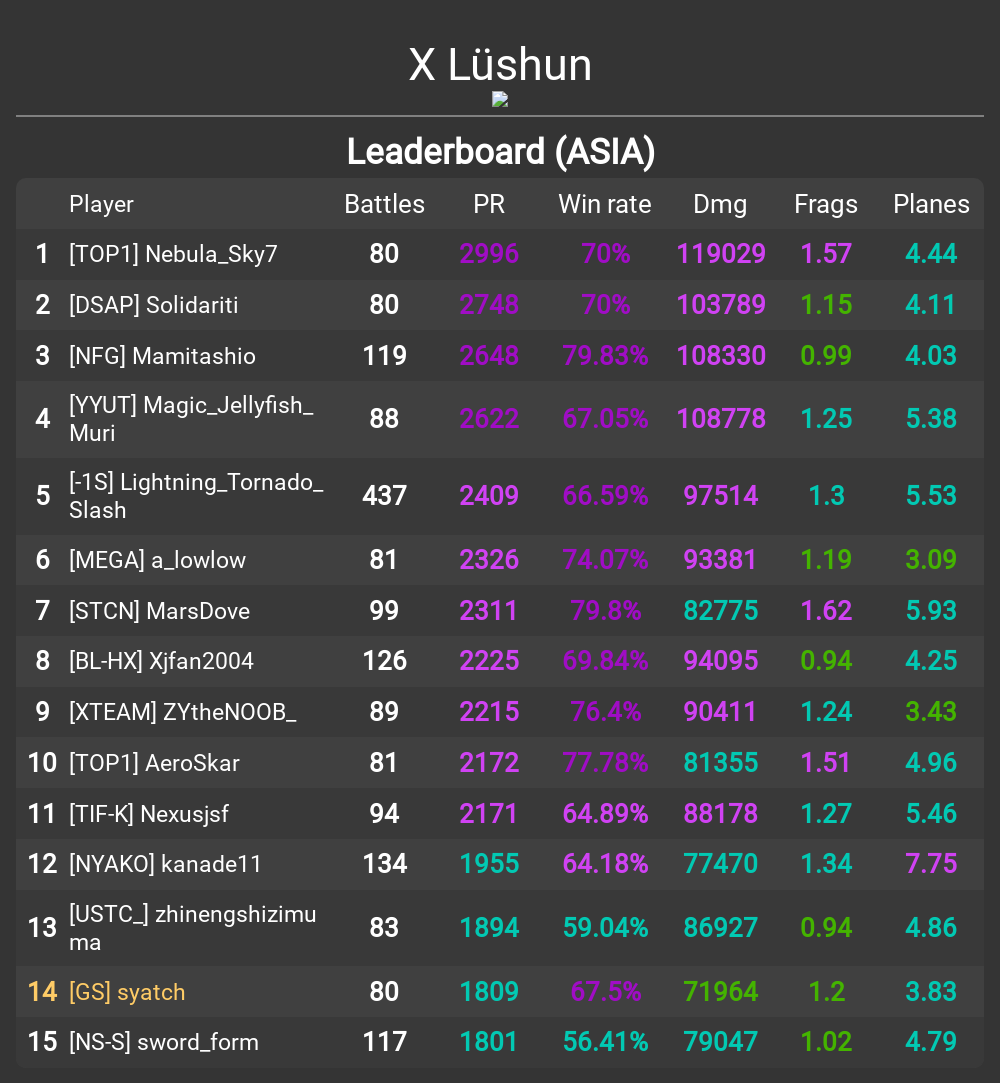 X Lüshun
Leaderboard (ASIA)
Player Battles PR Win rate Dmg Frags Planes
1 [TOP1] Nebula_Sky7 80 2996 70% 119029 1.57 4.44
2 [DSAP] Solidariti 80 2748 70% 103789 1.15 4.11
3 [NFG] Mamitashio 119 2648 79.83% 108330 0.99 4.03
4 [YYUT] Magic_Jellyfish_ 88 2622 67.05% 108778 1.25 5.38
Muri
5 [-1S] Lightning_Tornado_ 437 2409 66.59% 97514 1.3 5.53
Slash
6 [MEGA] a_lowlow 81 2326 74.07% 93381 1.19 3.09
7 [STCN] MarsDove 99 2311 79.8% 82775 1.62 5.93
8 [BL-HX] Xjfan2004 126 2225 69.84% 94095 0.94 4.25
9 [XTEAM] ZYtheNOOB_ 89 2215 76.4% 90411 1.24 3.43
10 [TOP1] AeroSkar 81 2172 77.78% 81355 1.51 4.96
11 [TIF-K] Nexusjsf 94 2171 64.89% 88178 1.27 5.46
12 [NYAKO] kanade11 134 1955 64.18% 77470 1.34 7.75
13 [USTC_] zhinengshizimu 83 1894 59.04% 86927 0.94 4.86
ma
14 [GS] syatch 80 1809 67.5% 71964 1.2 3.83
15 [NS-S] sword_form 117 1801 56.41% 79047 1.02 4.79